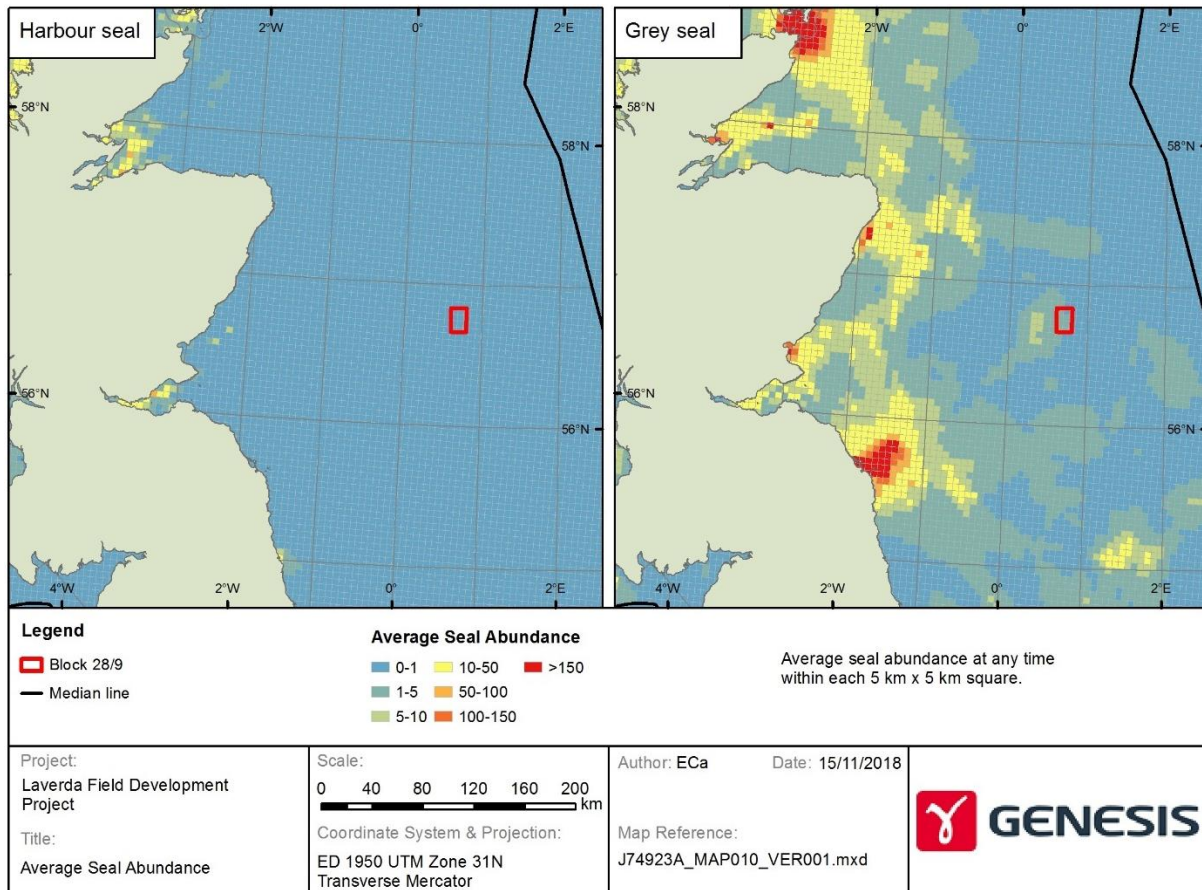 Harbour seal
0°
2°E
58°N
58°N
56°N
56°N
4°W
2°W
0°
2°E
Grey seal
0°
2°E
58°N
58°N
56°N
56°N
4°W
2°W
0°
2°E
Legend
Block 28/9
Median line
Average Seal Abundance
0-1
1-5
5-10
10-50
50-100
100-150
>150
Average seal abundance at any time
within each 5 km x 5 km square.
Project:
Laverda Field Development
Project
Title:
Average Seal Abundance
Scale:
0 40 80 120 160 200
km
Coordinate System & Projection:
ED 1950 UTM Zone 31N
Transverse Mercator
Author: ECa Date: 15/11/2018
Map Reference:
J74923A_MAP010_VER001.mxd
GENESIS